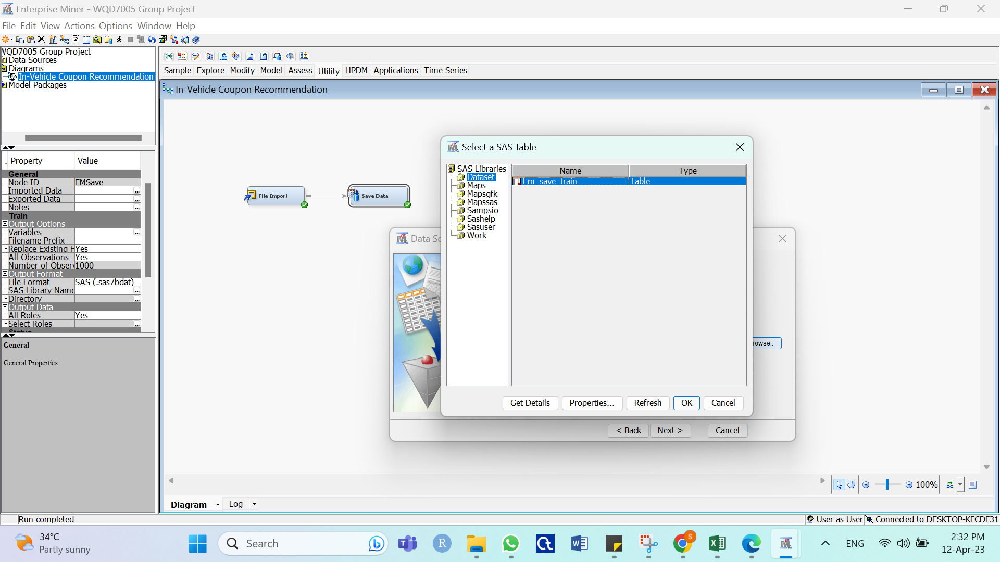 Enterprise Miner - WQD7005 Group Project
File Edit View Actions Options Window Help
WQD7005 Group Project
Data Sources
Diagrams
In-Vehicle Coupon Recommendation
Model Packages
Sample Explore Modify Model Assess Utility HPDM Applications Time Series
In-Vehicle Coupon Recommendation
. Property Value
General
Node ID EMSave
Imported Data ...
Exported Data ...
Notes ...
Train
Output Options
Variables ...
Filename Prefix
Replace Existing F Yes
All Observations Yes
Number of Obser 1000
Output Format
File Format SAS (.sas7bdat)
SAS Library Name ...
Directory ...
Output Data
All Roles Yes
Select Roles ...
Status
General
General Properties
File Import
Save Data
Data So
rowse..
< Back Next > Cancel
Select a SAS Table
SAS Libraries
Dataset
Maps
Mapsgfk
Mapssas
Sampsio
Sashelp
Sasuser
Work
Name Type
Em_save_train Table
Get Details Properties... Refresh OK Cancel
100%
Diagram Log
Run completed
User as User Connected to DESKTOP-KFCDF31
34°C
Partly sunny
Search
ENG
2:32 PM
12-Apr-23